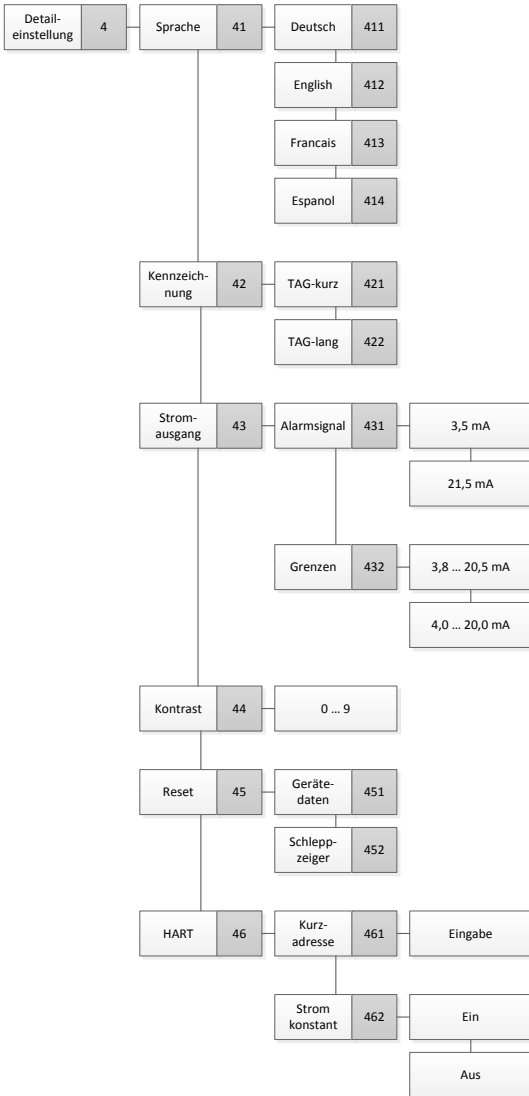 Detail-
einstellung
4
Sprache
41
Deutsch
411
English
412
Francais
413
Espanol
414
Kennzeich-
nung
42
TAG-kurz
421
TAG-lang
422
Strom-
ausgang
43
Alarmsignal
431
3,5 mA
21,5 mA
Grenzen
432
3,8 ... 20,5 mA
4,0 ... 20,0 mA
Kontrast
44
0 ... 9
Reset
45
Geräte-
daten
451
Schlepp-
zeiger
452
HART
46
Kurz-
adresse
461
Eingabe
Strom
konstant
462
Ein
Aus